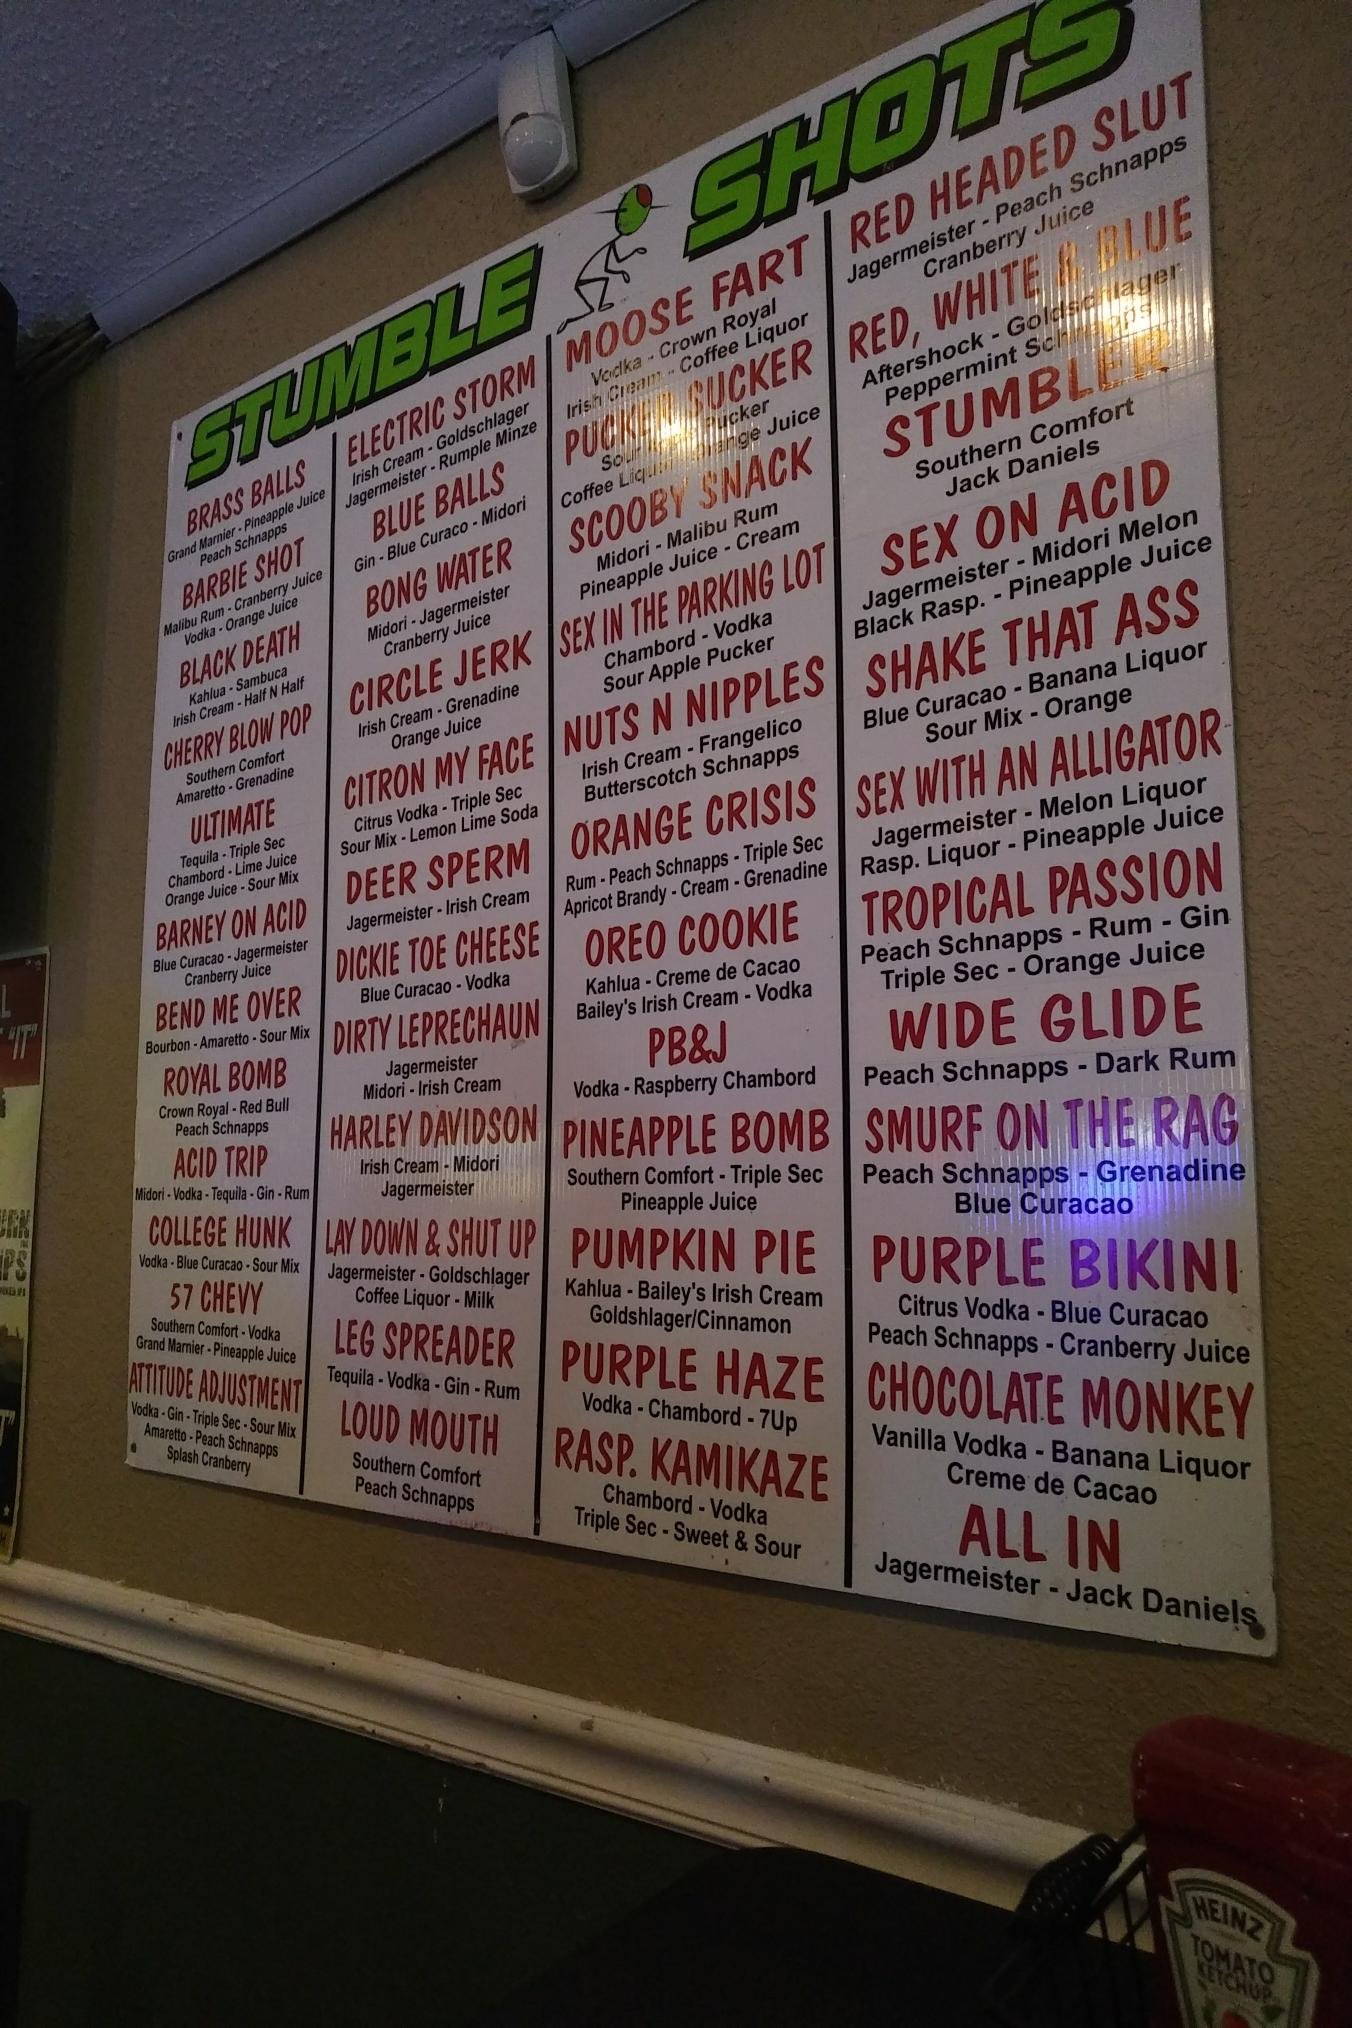 STUMBLE SHOTS
BRASS BALLS
Grand Marnier - Pineapple Juice
Peach Schnapps
BARBIE SHOT
Malibu Rum - Cranberry Juice
Vodka - Orange Juice
BLACK DEATH
Kahlua - Sambuca
Irish Cream - Half N Half
CHERRY BLOW POP
Southern Comfort
Amaretto - Grenadine
ULTIMATE
Tequila - Triple Sec
Chambord - Lime Juice
Orange Juice - Sour Mix
BARNEY ON ACID
Blue Curacao - Jagermeister
Cranberry Juice
BEND ME OVER
Bourbon - Amaretto - Sour Mix
ROYAL BOMB
Crown Royal - Red Bull
Peach Schnapps
ACID TRIP
Midori - Vodka - Tequila - Gin - Rum
COLLEGE HUNK
Vodka - Blue Curacao - Sour Mix
57 CHEVY
Southern Comfort - Vodka
Grand Marnier - Pineapple Juice
ATTITUDE ADJUSTMENT
Vodka - Gin - Triple Sec - Sour Mix
Amaretto - Peach Schnapps
Splash Cranberry
ELECTRIC STORM
Irish Cream - Goldschlager
Jagermeister - Rumple Minze
BLUE BALLS
Gin - Blue Curaco - Midori
BONG WATER
Midori - Jagermeister
Cranberry Juice
CIRCLE JERK
Irish Cream - Grenadine
Orange Juice
CITRON MY FACE
Citrus Vodka - Triple Sec
Sour Mix - Lemon Lime Soda
DEER SPERM
Jagermeister - Irish Cream
DICKIE TOE CHEESE
Blue Curacao - Vodka
DIRTY LEPRECHAUN
Jagermeister
Midori - Irish Cream
HARLEY DAVIDSON
Irish Cream - Midori
Jagermeister
LAY DOWN & SHUT UP
Jagermeister - Goldschlager
Coffee Liquor - Milk
LEG SPREADER
Tequila - Vodka - Gin - Rum
LOUD MOUTH
Southern Comfort
Peach Schnapps
MOOSE FART
Vodka - Crown Royal
Irish Cream - Coffee Liquor
PUCKER SUCKER
Sour Pucker
Coffee Liquor - Orange Juice
SCOOBY SNACK
Midori - Malibu Rum
Pineapple Juice - Cream
SEX IN THE PARKING LOT
Chambord - Vodka
Sour Apple Pucker
NUTS N NIPPLES
Irish Cream - Frangelico
Butterscotch Schnapps
ORANGE CRISIS
Rum - Peach Schnapps - Triple Sec
Apricot Brandy - Cream - Grenadine
OREO COOKIE
Kahlua - Creme de Cacao
Bailey's Irish Cream - Vodka
PB&J
Vodka - Raspberry Chambord
PINEAPPLE BOMB
Southern Comfort - Triple Sec
Pineapple Juice
PUMPKIN PIE
Kahlua - Bailey's Irish Cream
Goldshlager/Cinnamon
PURPLE HAZE
Vodka - Chambord - 7Up
RASP. KAMIKAZE
Chambord - Vodka
Triple Sec - Sweet & Sour
RED HEADED SLUT
Jagermeister - Peach Schnapps
Cranberry Juice
RED, WHITE & BLUE
Aftershock - Goldschlager
Peppermint Schnapps
STUMBLER
Southern Comfort
Jack Daniels
SEX ON ACID
Jagermeister - Midori Melon
Black Rasp. - Pineapple Juice
SHAKE THAT ASS
Blue Curacao - Banana Liquor
Sour Mix - Orange
SEX WITH AN ALLIGATOR
Jagermeister - Melon Liquor
Rasp. Liquor - Pineapple Juice
TROPICAL PASSION
Peach Schnapps - Rum - Gin
Triple Sec - Orange Juice
WIDE GLIDE
Peach Schnapps - Dark Rum
SMURF ON THE RAG
Peach Schnapps - Grenadine
Blue Curacao
PURPLE BIKINI
Citrus Vodka - Blue Curacao
Peach Schnapps - Cranberry Juice
CHOCOLATE MONKEY
Vanilla Vodka - Banana Liquor
Creme de Cacao
ALL IN
Jagermeister - Jack Daniels
"IT"
HEINZ
TOMATO
KETCHUP